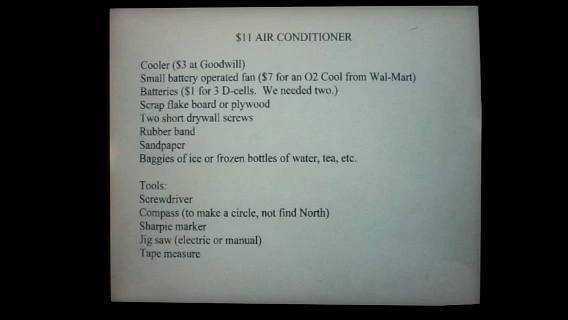 $11 AIR CONDITIONER
Cooler ($3 at Goodwill)
Small battery operated fan ($7 for an O2 Cool from Wal-Mart)
Batteries ($1 for 3 D-cells.  We needed two.)
Scrap flake board or plywood
Two short drywall screws
Rubber band
Sandpaper
Baggies of ice or frozen bottles of water, tea, etc.
Tools:
Screwdriver
Compass (to make a circle, not find North)
Sharpie marker
Jig saw (electric or manual)
Tape measure